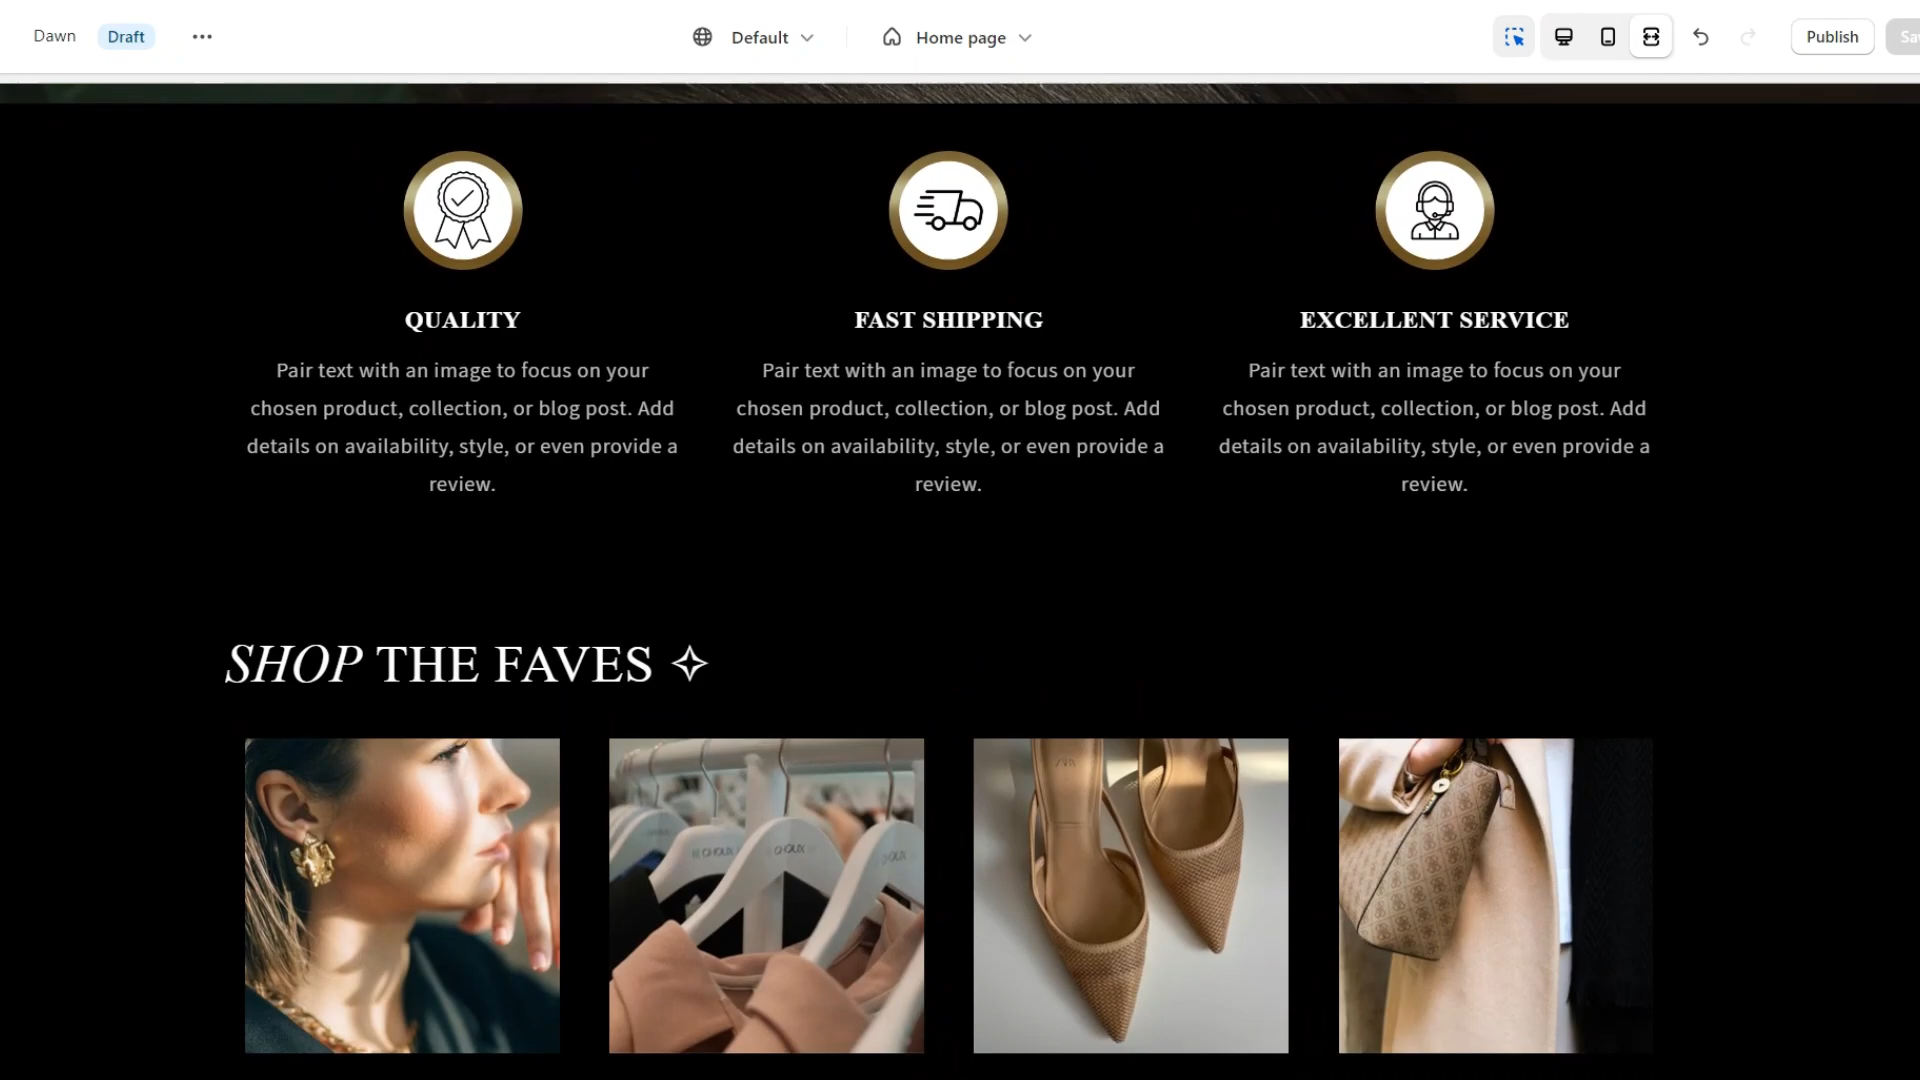 Dawn Draft Default Home page Publish
QUALITY FAST SHIPPING EXCELLENT SERVICE
Pair text with an image to focus on your
chosen product, collection, or blog post. Add
details on availability, style, or even provide a
review.
Pair text with an image to focus on your
chosen product, collection, or blog post. Add
details on availability, style, or even provide a
review.
Pair text with an image to focus on your
chosen product, collection, or blog post. Add
details on availability, style, or even provide a
review.
SHOP THE FAVES ✧